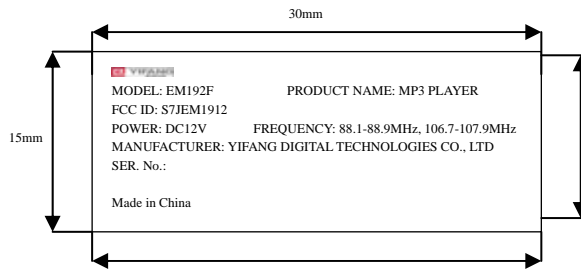 30mm
YIFANG
MODEL: EM192F PRODUCT NAME: MP3 PLAYER
FCC ID: S7JEM1912
POWER: DC12V FREQUENCY: 88.1-88.9MHz, 106.7-107.9MHz
15mm
MANUFACTURER: YIFANG DIGITAL TECHNOLOGIES CO., LTD
SER. No.:
Made in China